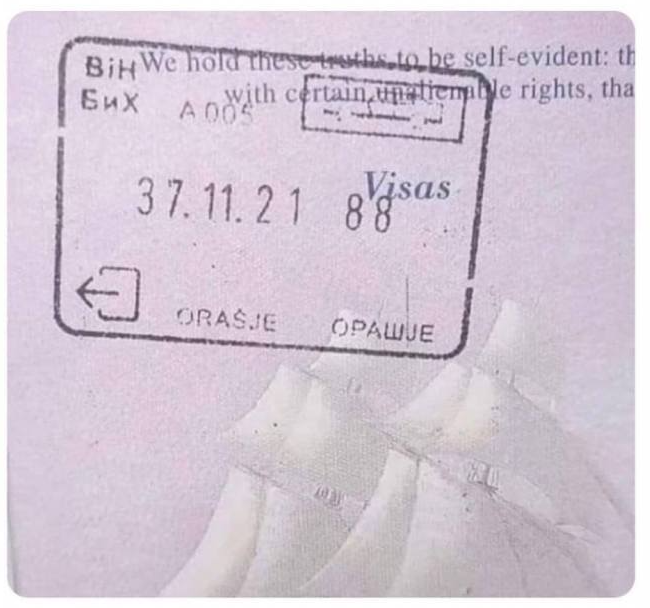 We hold these truths to be self-evident: th
with certain unalienable rights, tha
BiH
БиХ A 005
Visas
37.11.21 88
ORAŠJE ОРАШЈЕ